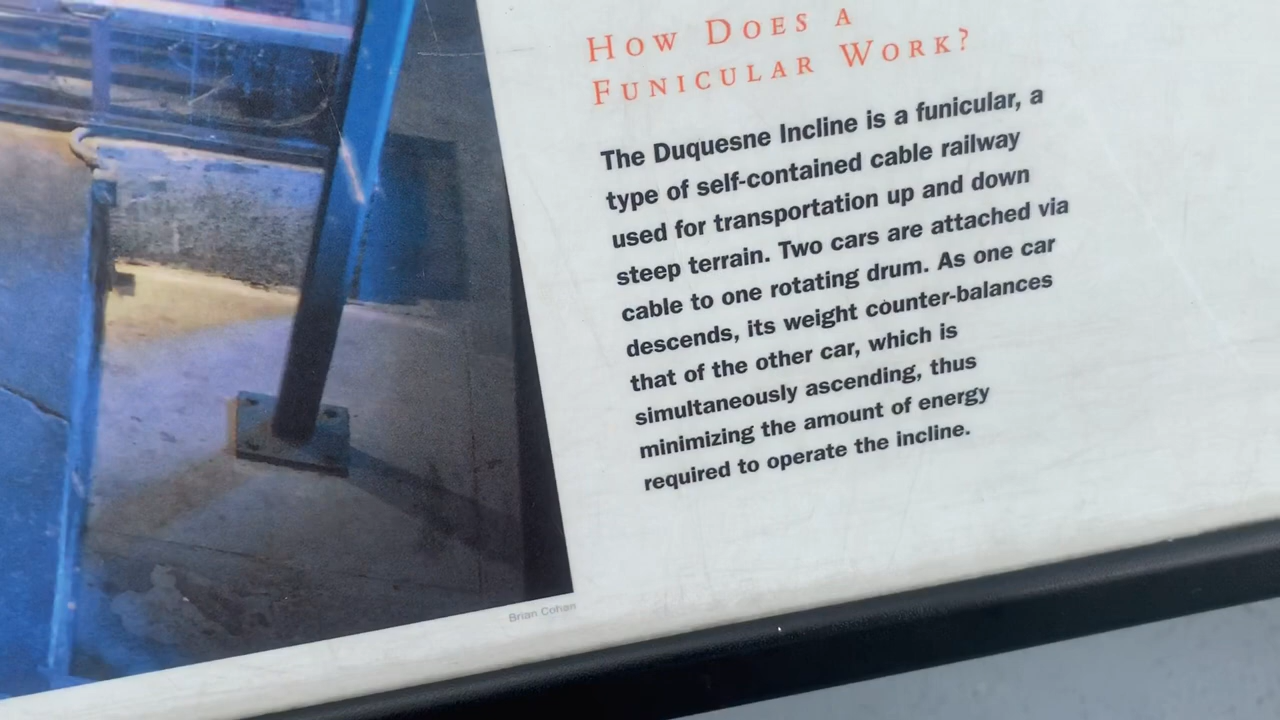 How Does a
Funicular Work?
The Duquesne Incline is a funicular, a
type of self-contained cable railway
used for transportation up and down
steep terrain. Two cars are attached via
cable to one rotating drum. As one car
descends, its weight counter-balances
that of the other car, which is
simultaneously ascending, thus
minimizing the amount of energy
required to operate the incline.
Brian Cohen